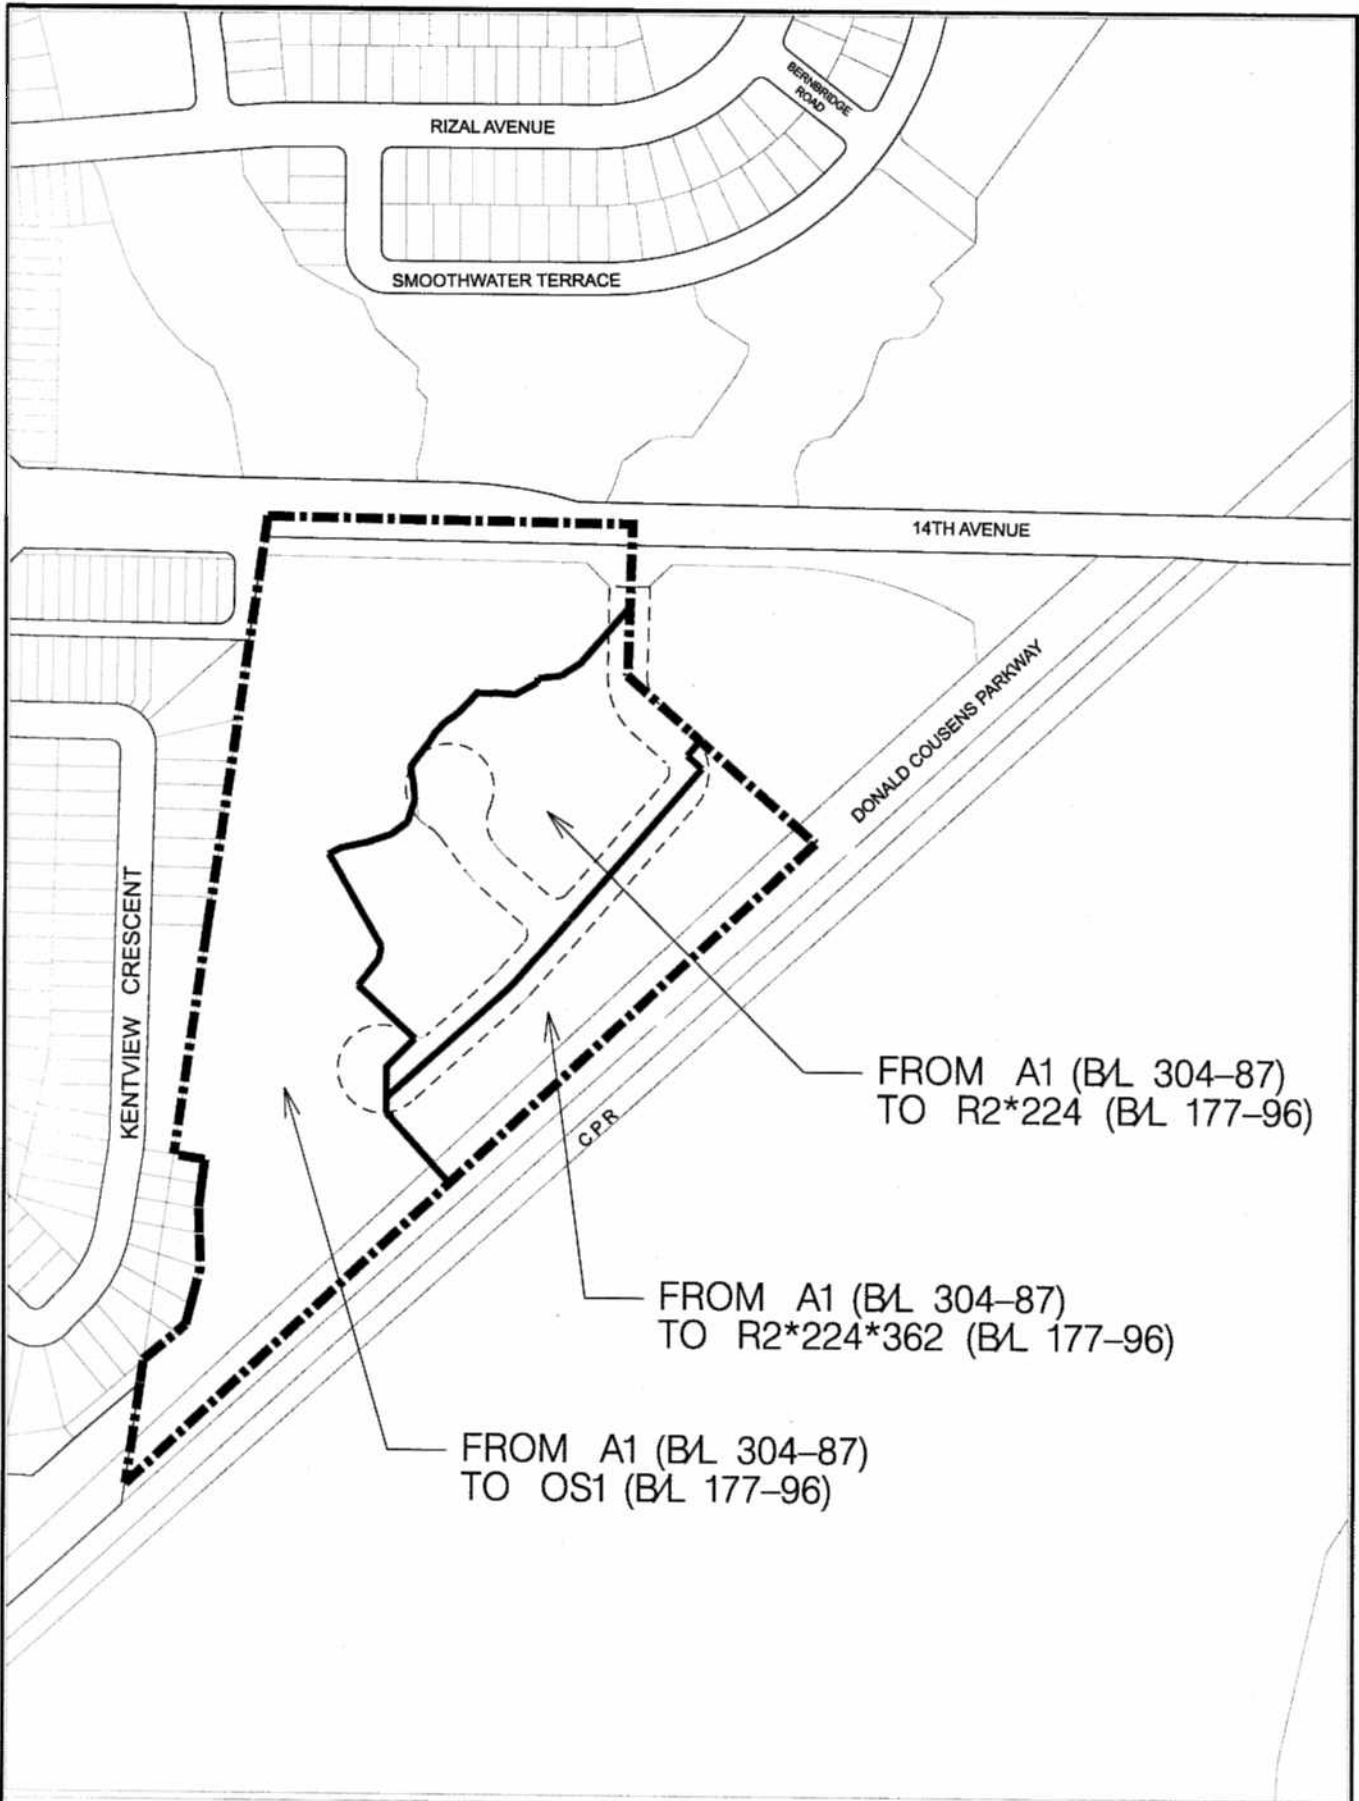 BERNBRIDGE
ROAD
RIZAL AVENUE
SMOOTHWATER TERRACE
14TH AVENUE
DONALD COUSENS PARKWAY
KENTVIEW CRESCENT
FROM A1 (B/L 304–87)
TO R2*224 (B/L 177–96)
C P R
FROM A1 (B/L 304–87)
TO R2*224*362 (B/L 177–96)
FROM A1 (B/L 304–87)
TO OS1 (B/L 177–96)